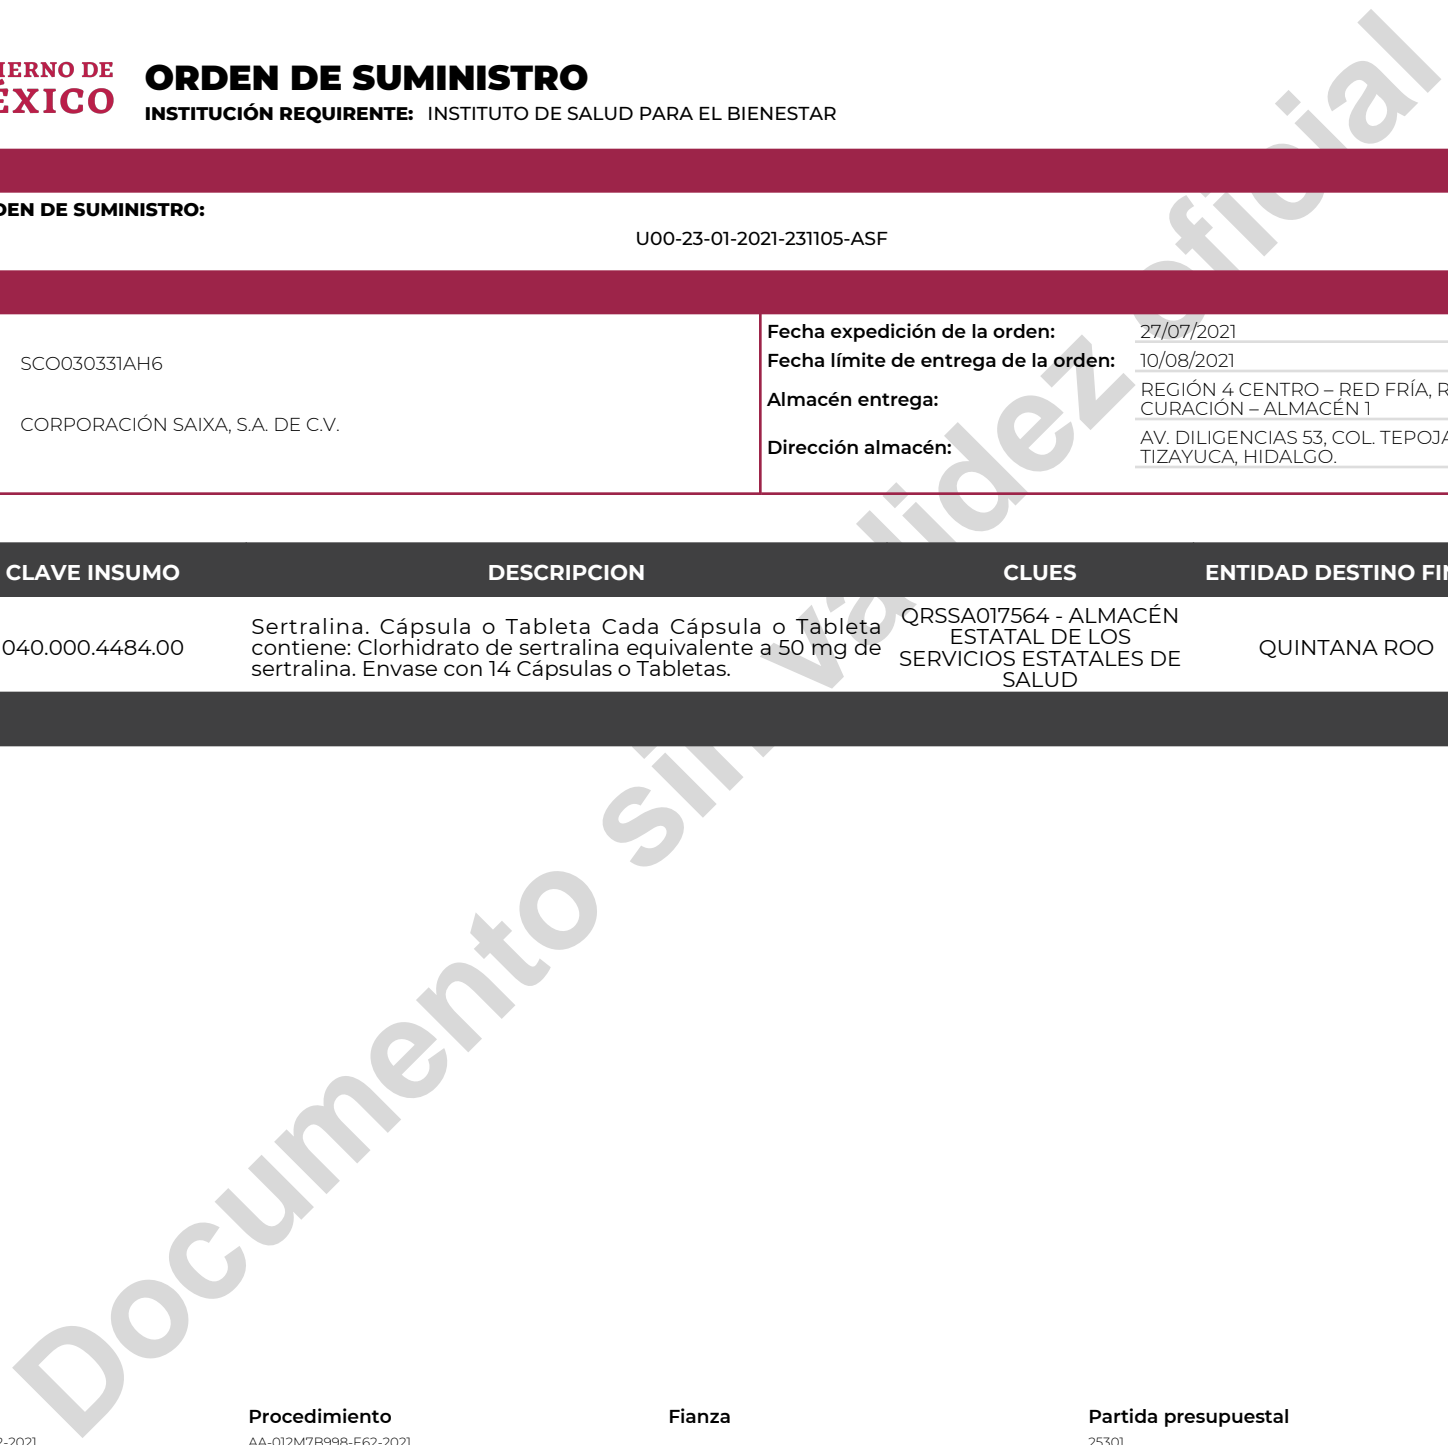 ORDEN DE SUMINISTRO
INSTITUCIÓN REQUIRENTE: INSTITUTO DE SALUD PARA EL BIENESTAR
DE
DE SUMINISTRO:
U00-23-01-2021-231105-ASF
SCO030331AH6
CORPORACIÓN SAIXA, S.A. DE C.V.
Fecha expedición de la orden: 27/07/2021
Fecha límite de entrega de la orden: 10/08/2021
Almacén entrega: REGIÓN 4 CENTRO – RED FRÍA,
CURACIÓN – ALMACÉN 1
Dirección almacén: AV. DILIGENCIAS 53, COL.
TIZAYUCA, HIDALGO.
CLAVE INSUMO DESCRIPCION CLUES ENTIDAD DESTINO
040.000.4484.00
Sertralina. Cápsula o Tableta Cada Cápsula o Tableta
contiene: Clorhidrato de sertralina equivalente a 50 mg de
sertralina. Envase con 14 Cápsulas o Tabletas.
QRSSA017564 - ALMACÉN
ESTATAL DE LOS
SERVICIOS ESTATALES DE
SALUD
QUINTANA ROO
Documento sin validez oficial
Procedimiento Fianza Partida presupuestal
AA-012M7B998-E62-2021 25301